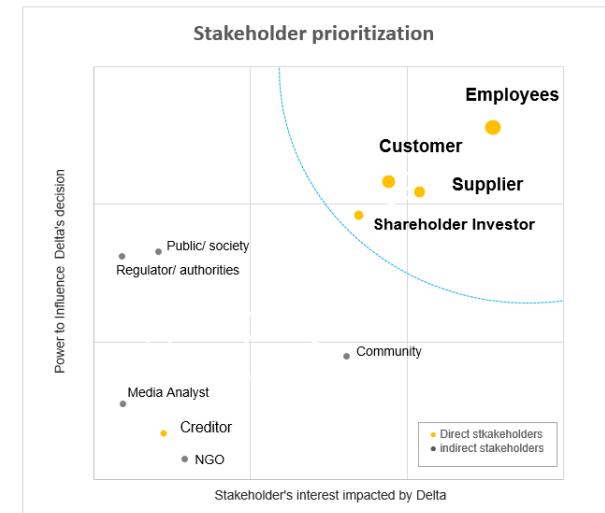 Stakeholder prioritization
Employees
Customer
Supplier
Shareholder Investor
Public/ society
Regulator/ authorities
Community
Media Analyst
Creditor
NGO
Power to Influence Delta's decision
Direct stkakeholders
indirect stakeholders
Stakeholder's interest impacted by Delta